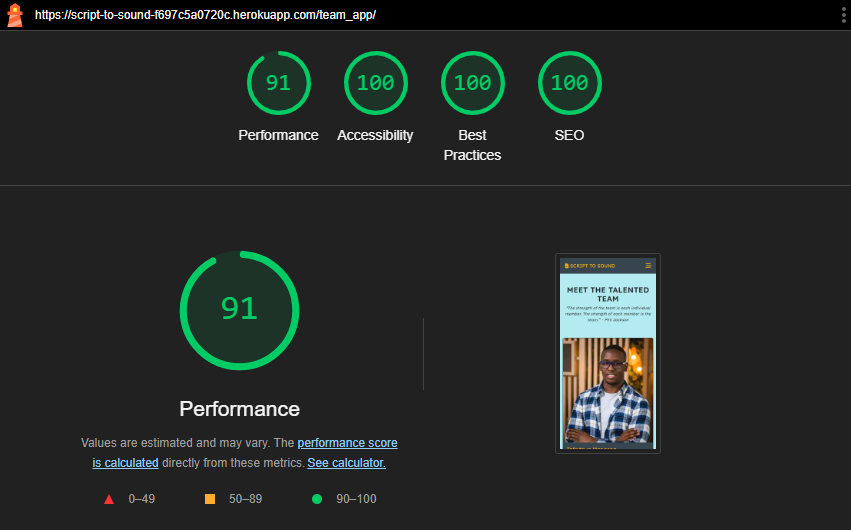 https://script-to-sound-f697c5a0720c.herokuapp.com/team_app/
91
100
100
100
Performance
Accessibility
Best
Practices
SEO
91
Performance
Values are estimated and may vary. The performance score
is calculated directly from these metrics. See calculator.
0–49
50–89
90–100
SCRIPT TO SOUND
MEET THE TALENTED
TEAM
"The strength of the team is each individual
member. The strength of each member is the
team." - Phil Jackson